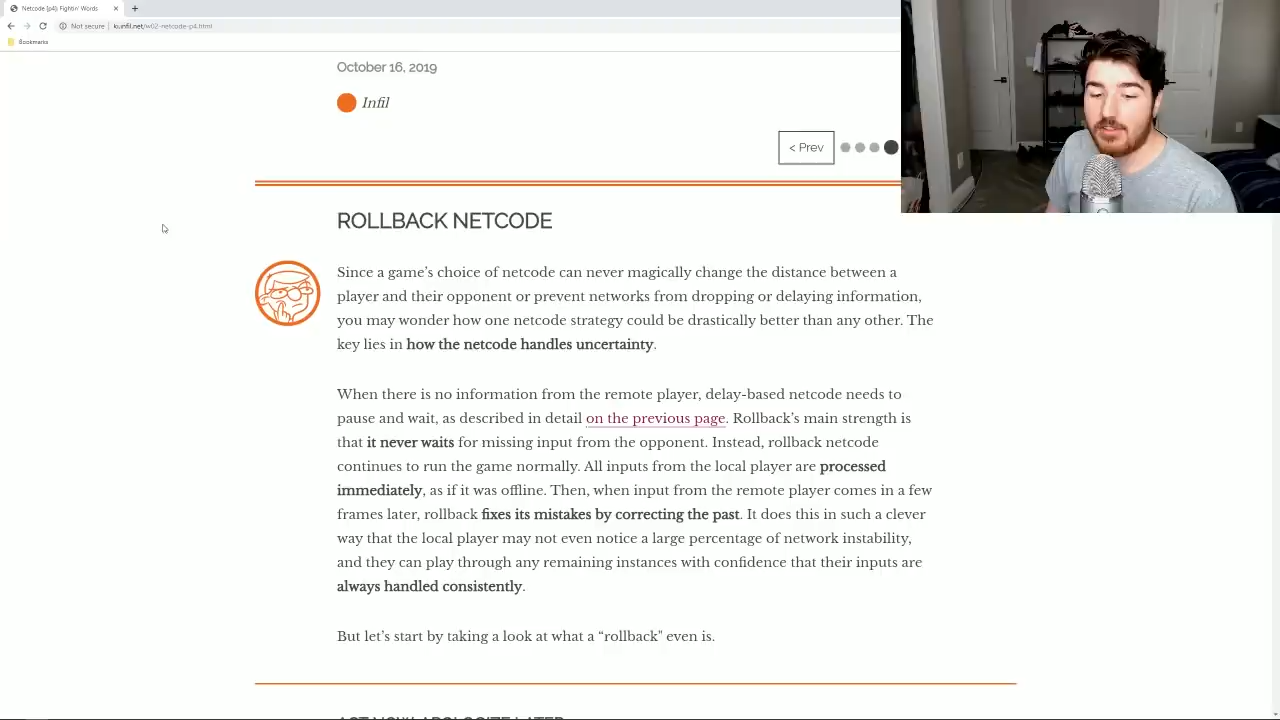 Netcode [p4]: Fightin' Words
Not secure | ki.infil.net/w02-netcode-p4.html
Bookmarks
October 16, 2019
Infil
< Prev
ROLLBACK NETCODE
Since a game's choice of netcode can never magically change the distance between a
player and their opponent or prevent networks from dropping or delaying information,
you may wonder how one netcode strategy could be drastically better than any other. The
key lies in how the netcode handles uncertainty.
When there is no information from the remote player, delay-based netcode needs to
pause and wait, as described in detail on the previous page. Rollback's main strength is
that it never waits for missing input from the opponent. Instead, rollback netcode
continues to run the game normally. All inputs from the local player are processed
immediately, as if it was offline. Then, when input from the remote player comes in a few
frames later, rollback fixes its mistakes by correcting the past. It does this in such a clever
way that the local player may not even notice a large percentage of network instability,
and they can play through any remaining instances with confidence that their inputs are
always handled consistently.
But let's start by taking a look at what a “rollback" even is.
ACT NOW, APOLOGIZE LATER